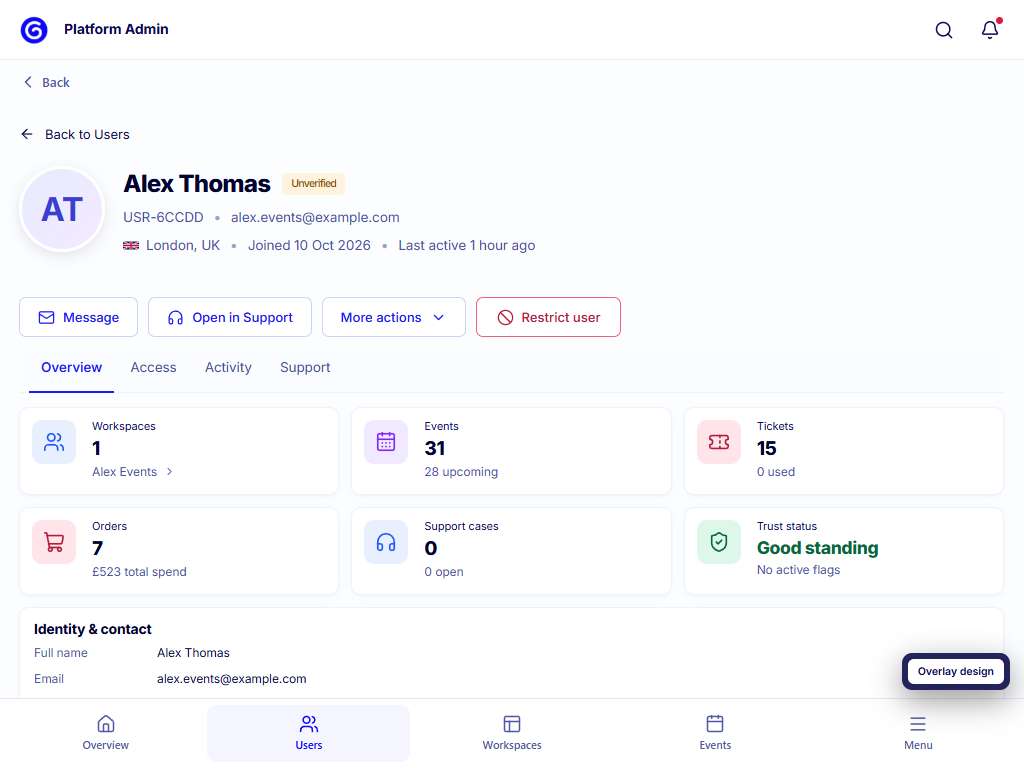 Platform Admin
Back
Back to Users
AT
Alex Thomas Unverified
USR-6CCDD • alex.events@example.com
London, UK • Joined 10 Oct 2026 • Last active 1 hour ago
Message Open in Support More actions Restrict user
Overview Access Activity Support
Workspaces
1
Alex Events
Events
31
28 upcoming
Tickets
15
0 used
Orders
7
£523 total spend
Support cases
0
0 open
Trust status
Good standing
No active flags
Identity & contact
Full name Alex Thomas
Email alex.events@example.com
Overlay design
Overview Users Workspaces Events Menu